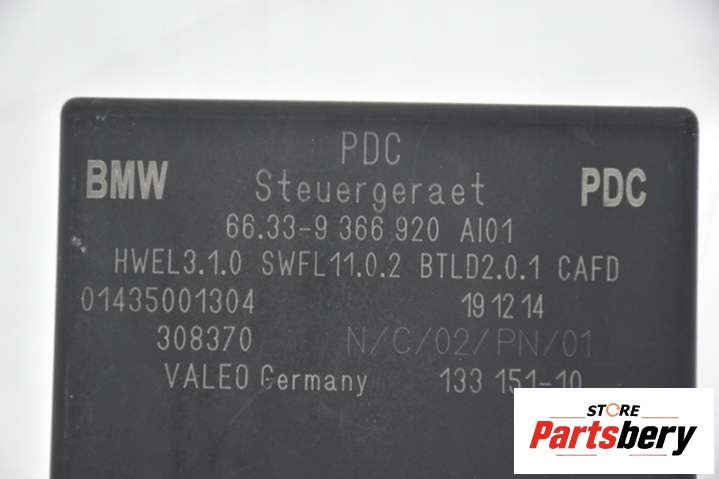 PDC
BMW Steuergeraet PDC
66.33-9 366 920 AI01
HWEL3.1.0 SWFL11.0.2 BTLD2.0.1 CAFD
01435001304 19 12 14
308370 N/C/02/PN/01
VALEO Germany 133 151-10
STORE
Partsbery